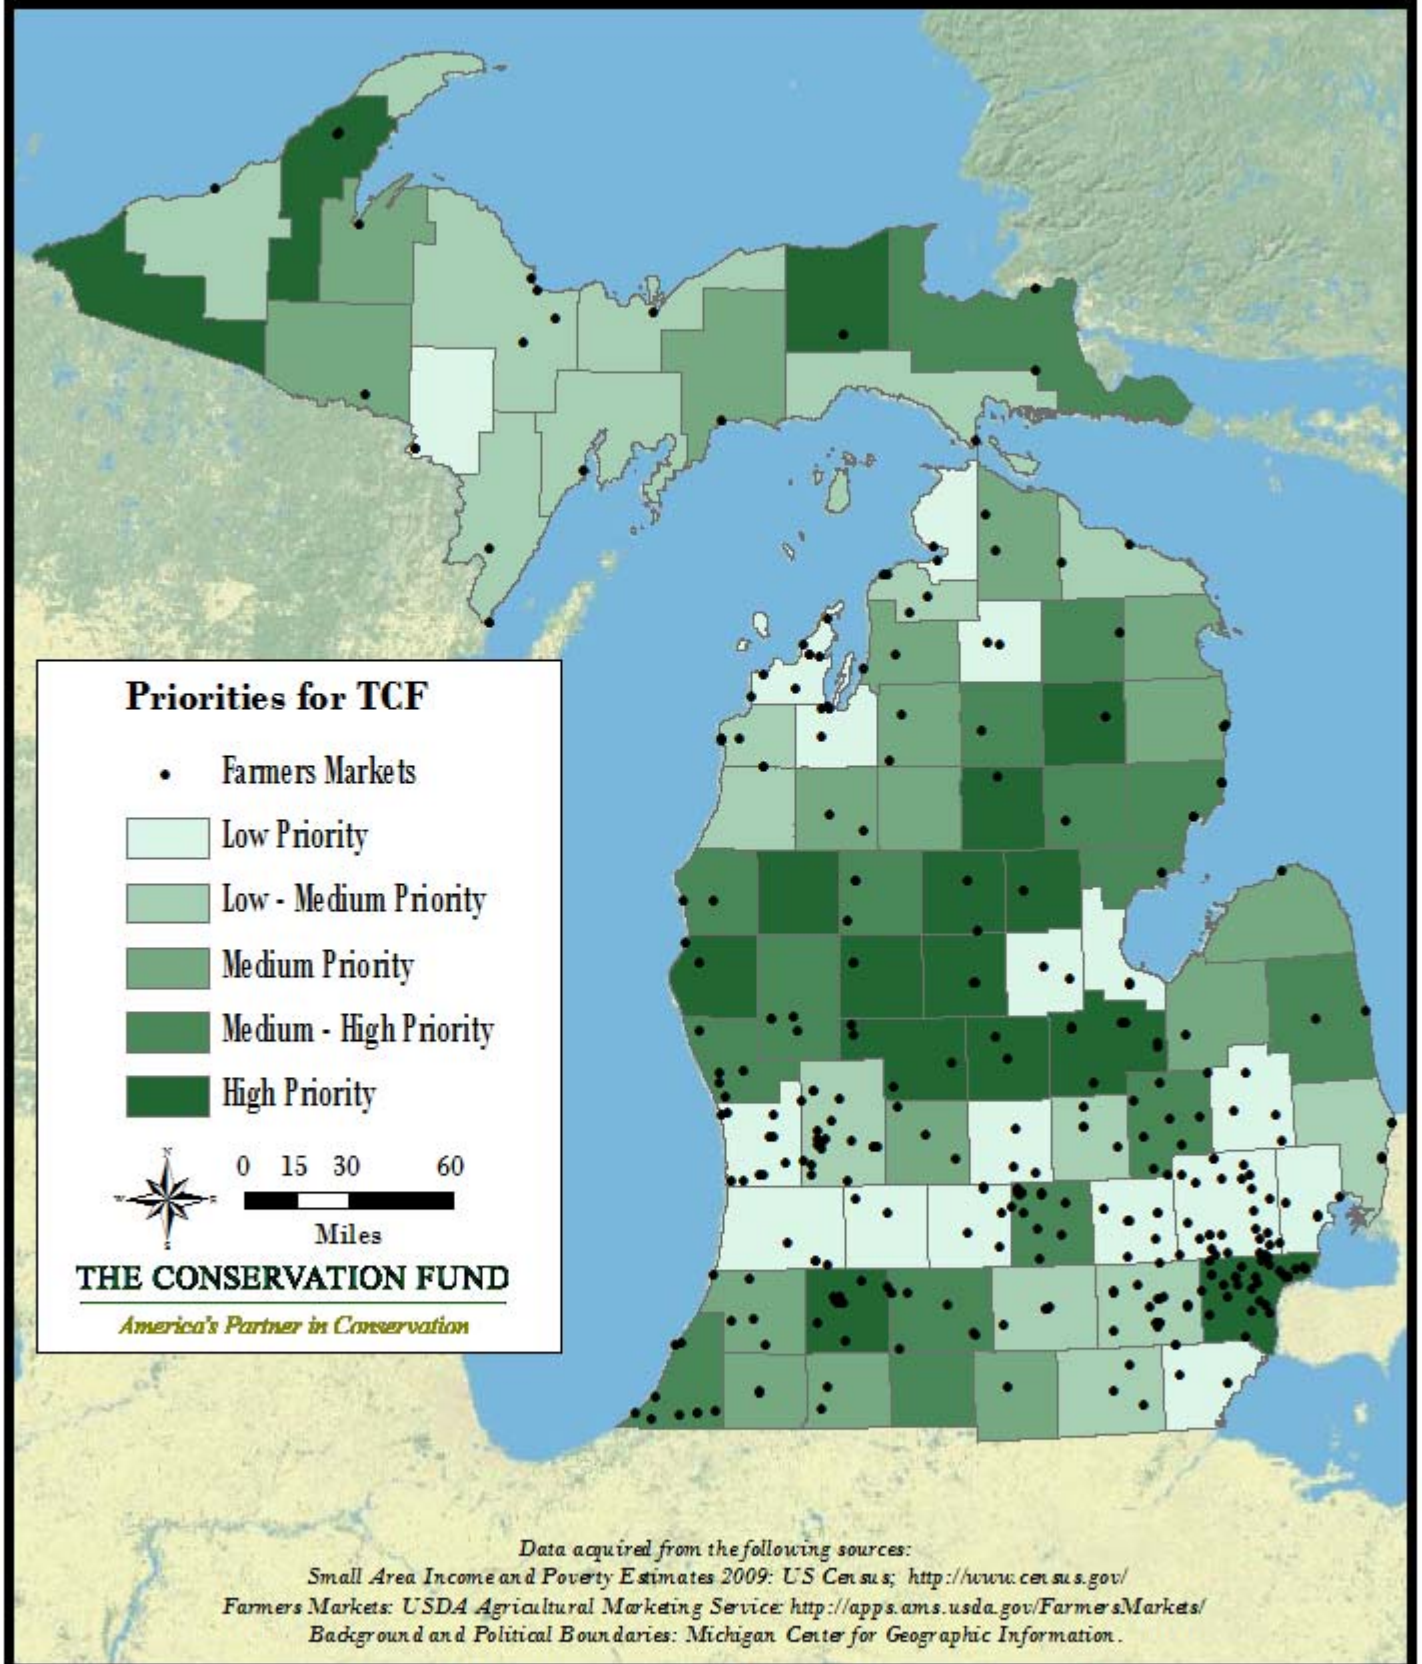 Priorities for TCF
Farmers Markets
Low Priority
Low - Medium Priority
Medium Priority
Medium - High Priority
High Priority
N
W E
S
0 15 30 60
Miles
THE CONSERVATION FUND
America's Partner in Conservation
Data acquired from the following sources:
Small Area Income and Poverty Estimates 2009: US Census; http://www.census.gov/
Farmers Markets: USDA Agricultural Marketing Service: http://apps.ams.usda.gov/FarmersMarkets/
Background and Political Boundaries: Michigan Center for Geographic Information.